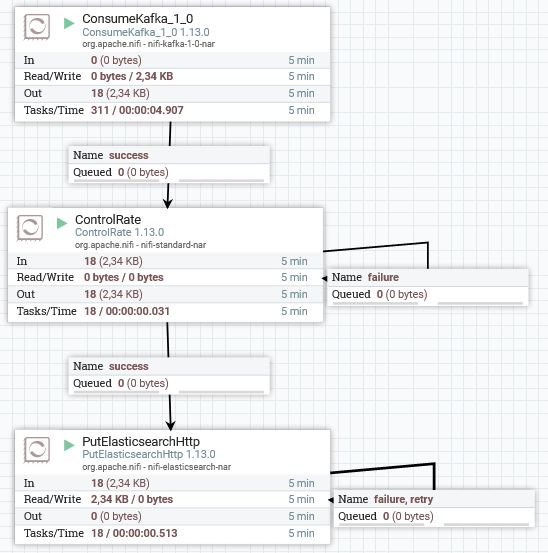 ConsumeKafka_1_0
ConsumeKafka_1_0 1.13.0
org.apache.nifi - nifi-kafka-1-0-nar
In 0 (0 bytes) 5 min
Read/Write 0 bytes / 2,34 KB 5 min
Out 18 (2,34 KB) 5 min
Tasks/Time 311 / 00:00:04.907 5 min
Name success
Queued 0 (0 bytes)
ControlRate
ControlRate 1.13.0
org.apache.nifi - nifi-standard-nar
In 18 (2,34 KB) 5 min
Read/Write 0 bytes / 0 bytes 5 min
Out 18 (2,34 KB) 5 min
Tasks/Time 18 / 00:00:00.031 5 min
Name failure
Queued 0 (0 bytes)
Name success
Queued 0 (0 bytes)
PutElasticsearchHttp
PutElasticsearchHttp 1.13.0
org.apache.nifi - nifi-elasticsearch-nar
In 18 (2,34 KB) 5 min
Read/Write 2,34 KB / 0 bytes 5 min
Out 0 (0 bytes) 5 min
Tasks/Time 18 / 00:00:00.513 5 min
Name failure, retry
Queued 0 (0 bytes)